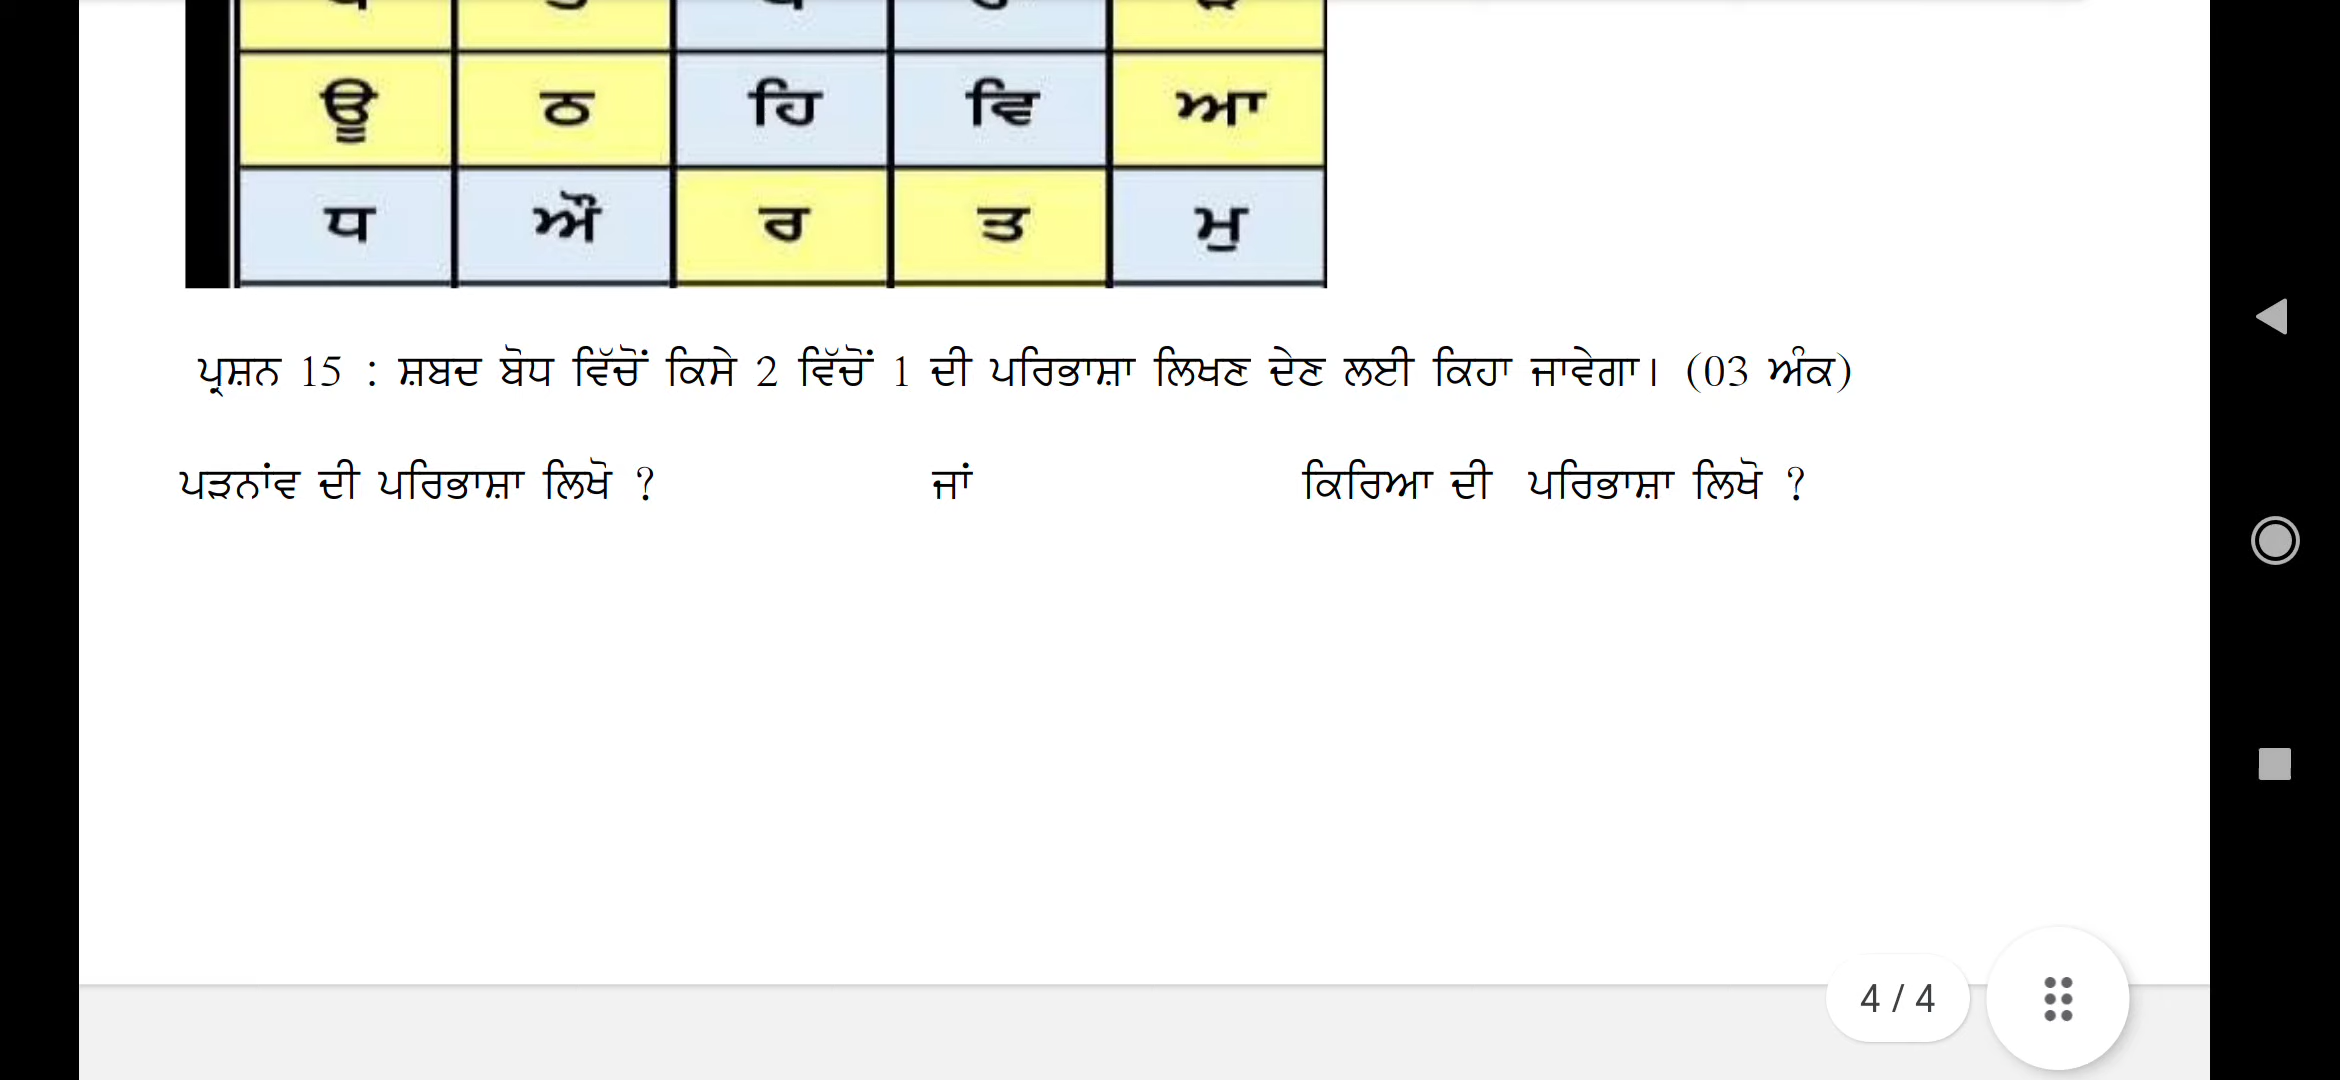 ਊ ਠ ਹਿ ਵਿ ਆ
ਧ ਔ ਰ ਤ ਮੁ
ਪ੍ਰਸ਼ਨ 15 : ਸ਼ਬਦ ਬੋਧ ਵਿੱਚੋਂ ਕਿਸੇ 2 ਵਿੱਚੋਂ 1 ਦੀ ਪਰਿਭਾਸ਼ਾ ਲਿਖਣ ਦੇਣ ਲਈ ਕਿਹਾ ਜਾਵੇਗਾ। (03 ਅੰਕ)
ਪੜਨਾਂਵ ਦੀ ਪਰਿਭਾਸ਼ਾ ਲਿਖੋ ? ਜਾਂ ਕਿਰਿਆ ਦੀ ਪਰਿਭਾਸ਼ਾ ਲਿਖੋ ?
4 / 4